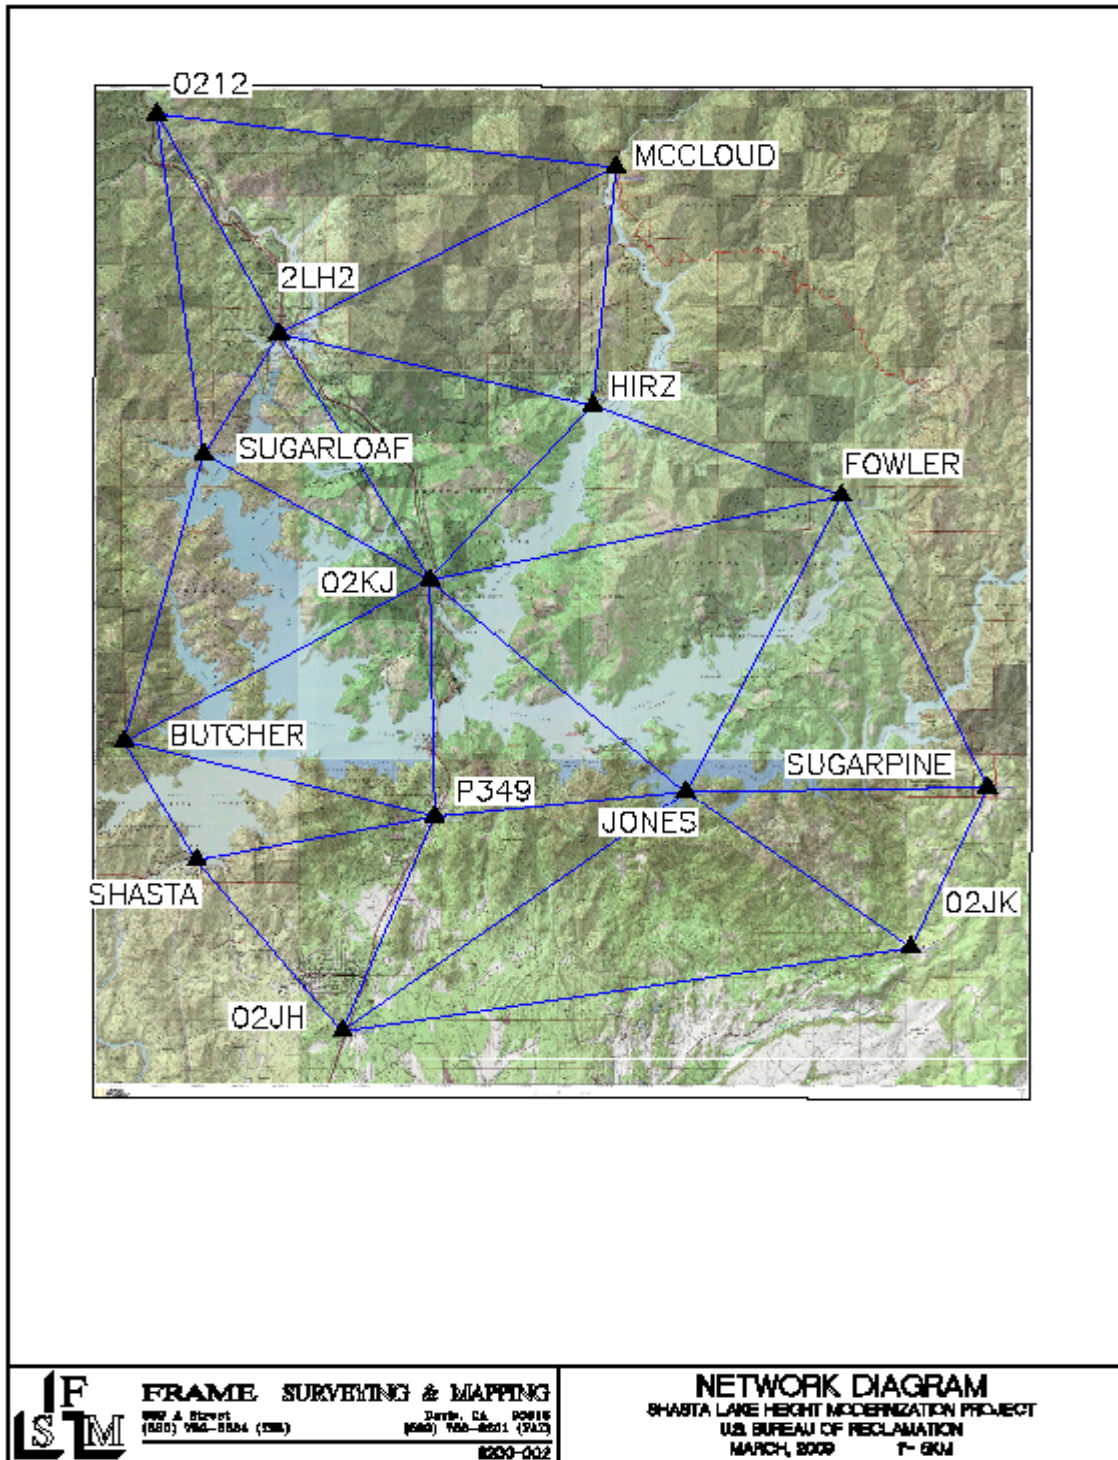 0212
MCCLOUD
2LH2
HIRZ
SUGARLOAF
FOWLER
02KJ
BUTCHER
SUGARPINE
P349
JONES
SHASTA
02JK
02JH
F
S M
FRAME SURVEYING & MAPPING
A Street
Davis, CA
NETWORK DIAGRAM
SHASTA LAKE HEIGHT MODERNIZATION PROJECT
U.S. BUREAU OF RECLAMATION
MARCH, 2009